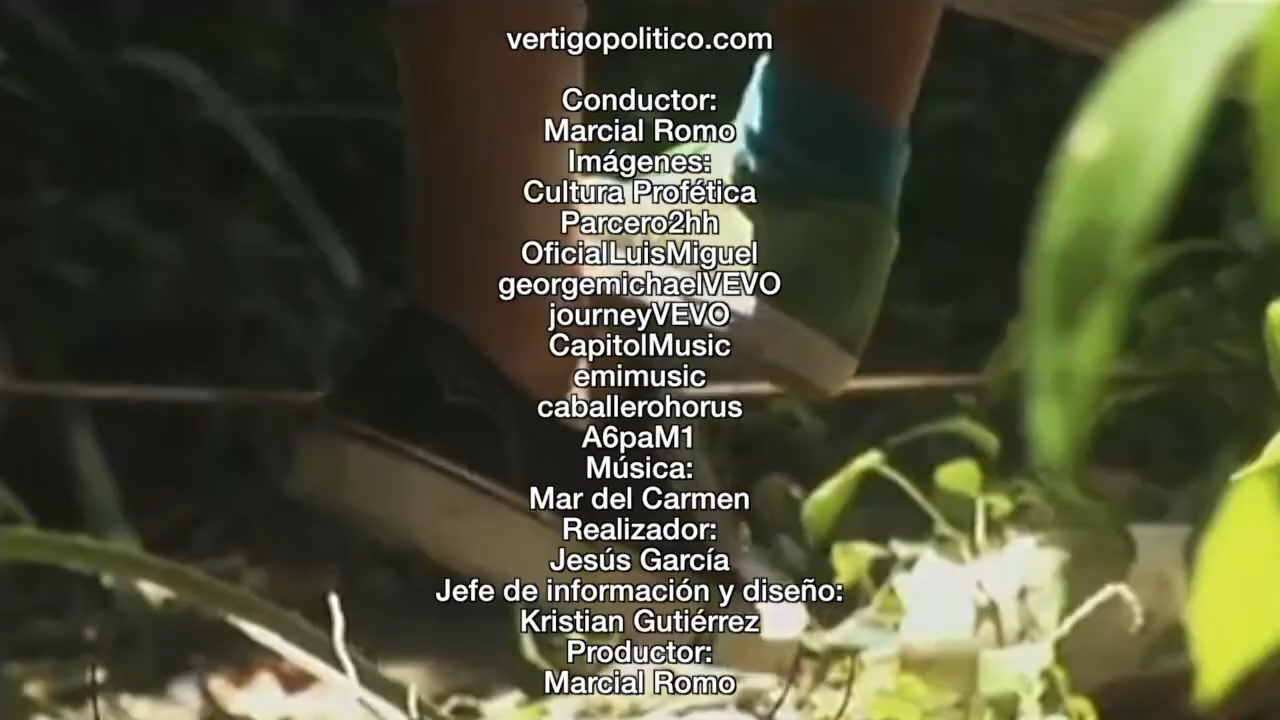 vertigopolitico.com
Conductor:
Marcial Romo
Imágenes:
Cultura Profética
Parcero2hh
OficialLuisMiguel
georgemichaelVEVO
journeyVEVO
CapitolMusic
emimusic
caballerohorus
A6paM1
Música:
Mar del Carmen
Realizador:
Jesús García
Jefe de información y diseño:
Kristian Gutiérrez
Productor:
Marcial Romo